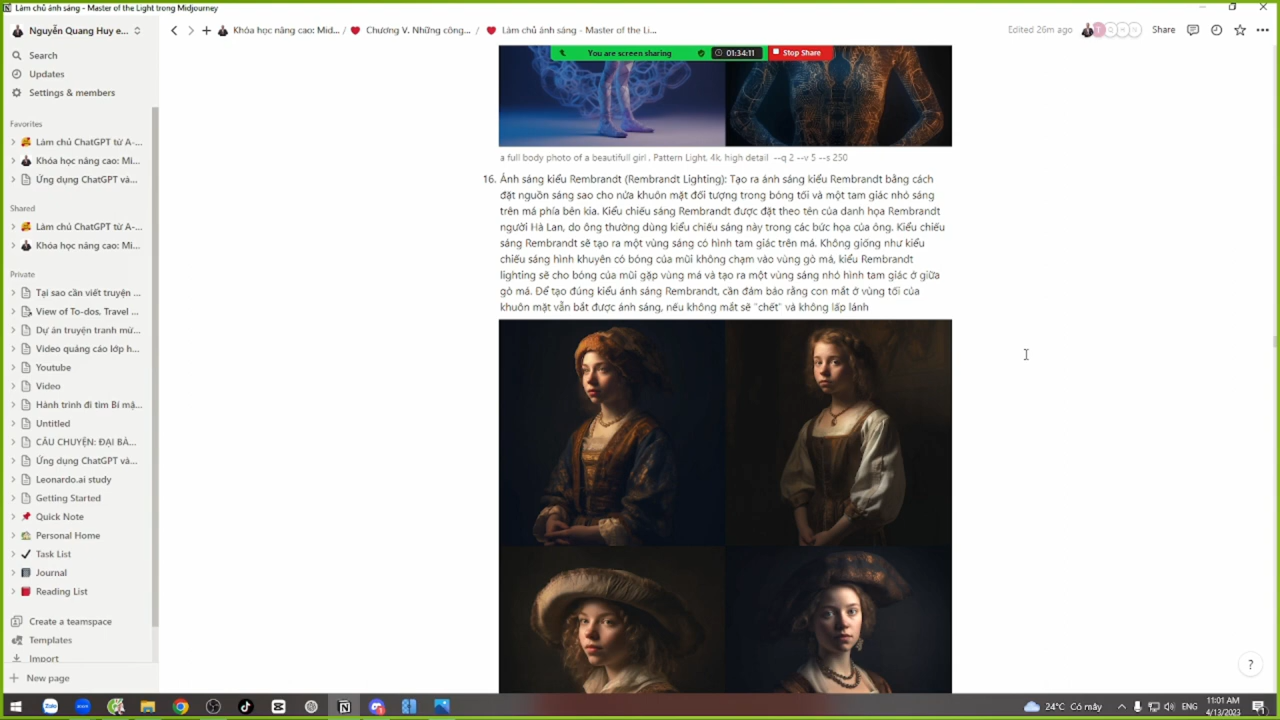 Làm chủ ánh sáng - Master of the Light trong Midjourney
Nguyễn Quang Huy e...
Khóa học nâng cao: Mid... / Chương V. Những công... / Làm chủ ánh sáng - Master of the Li...
Edited 26m ago
Share
You are screen sharing
01:34:11
Stop Share
Search
Updates
Settings & members
Favorites
Làm chủ ChatGPT từ A-...
Khóa học nâng cao: Mi...
Ứng dụng ChatGPT và...
Shared
Làm chủ ChatGPT từ A-...
Khóa học nâng cao: Mi...
Private
Tại sao cần viết truyện ...
View of To-dos, Travel ...
Dự án truyện tranh mù...
Video quảng cáo lớp h...
Youtube
Video
Hành trình đi tìm Bí mậ...
Untitled
CÂU CHUYỆN: ĐẠI BÀ...
Ứng dụng ChatGPT và...
Leonardo.ai study
Getting Started
Quick Note
Personal Home
Task List
Journal
Reading List
Create a teamspace
Templates
Import
New page
a full body photo of a beautifull girl . Pattern Light. 4k, high detail --q 2 --v 5 --s 250
16. Ánh sáng kiểu Rembrandt (Rembrandt Lighting): Tạo ra ánh sáng kiểu Rembrandt bằng cách
đặt nguồn sáng sao cho nửa khuôn mặt đối tượng trong bóng tối và một tam giác nhỏ sáng
trên má phía bên kia. Kiểu chiếu sáng Rembrandt được đặt theo tên của danh họa Rembrandt
người Hà Lan, do ông thường dùng kiểu chiếu sáng này trong các bức họa của ông. Kiểu chiếu
sáng Rembrandt sẽ tạo ra một vùng sáng có hình tam giác trên má. Không giống như kiểu
chiếu sáng hình khuyên có bóng của mũi không chạm vào vùng gò má, kiểu Rembrandt
lighting sẽ cho bóng của mũi gặp vùng má và tạo ra một vùng sáng nhỏ hình tam giác ở giữa
gò má. Để tạo đúng kiểu ánh sáng Rembrandt, cần đảm bảo rằng con mắt ở vùng tối của
khuôn mặt vẫn bắt được ánh sáng, nếu không mắt sẽ "chết" và không lấp lánh
?
24°C Có mây
ENG
11:01 AM
4/13/2023